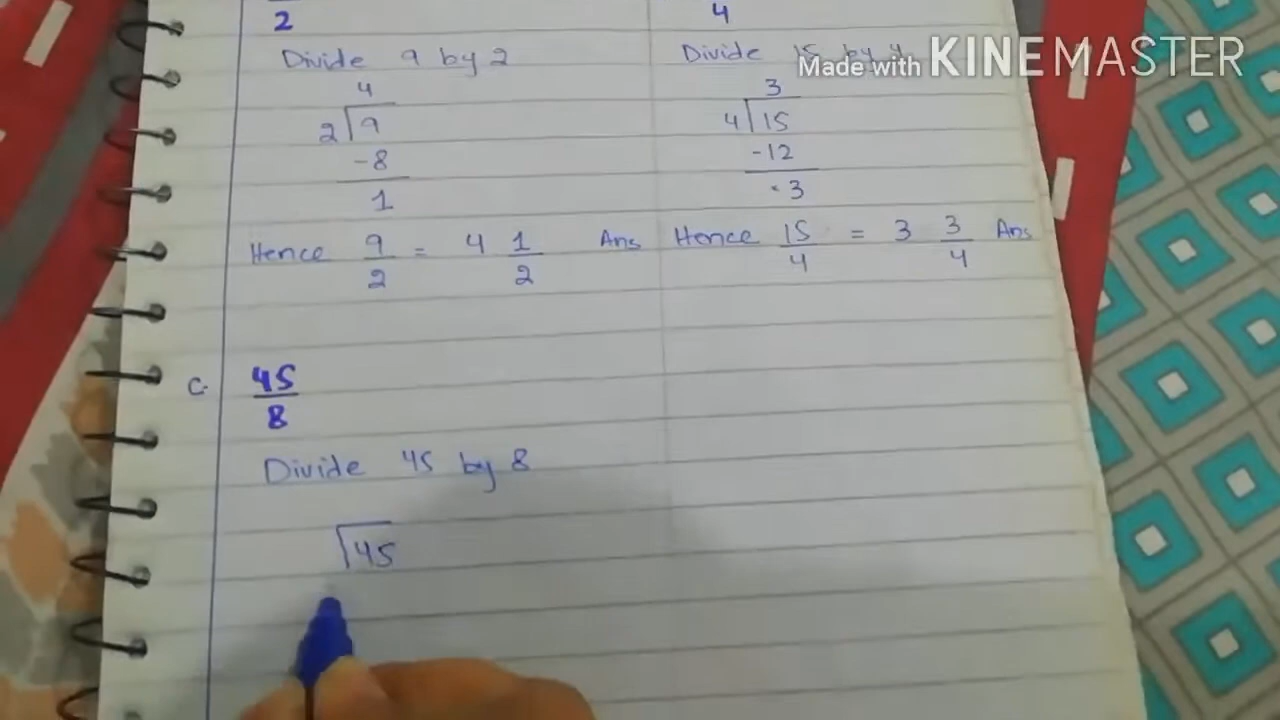 2
Divide 9 by 2
4
2 9
-8
1
Hence 9/2 = 4 1/2 Ans
4
Divide 15 by 4
3
4 15
-12
3
Hence 15/4 = 3 3/4 Ans
C. 45/8
Divide 45 by 8
45
Made with KINEMASTER